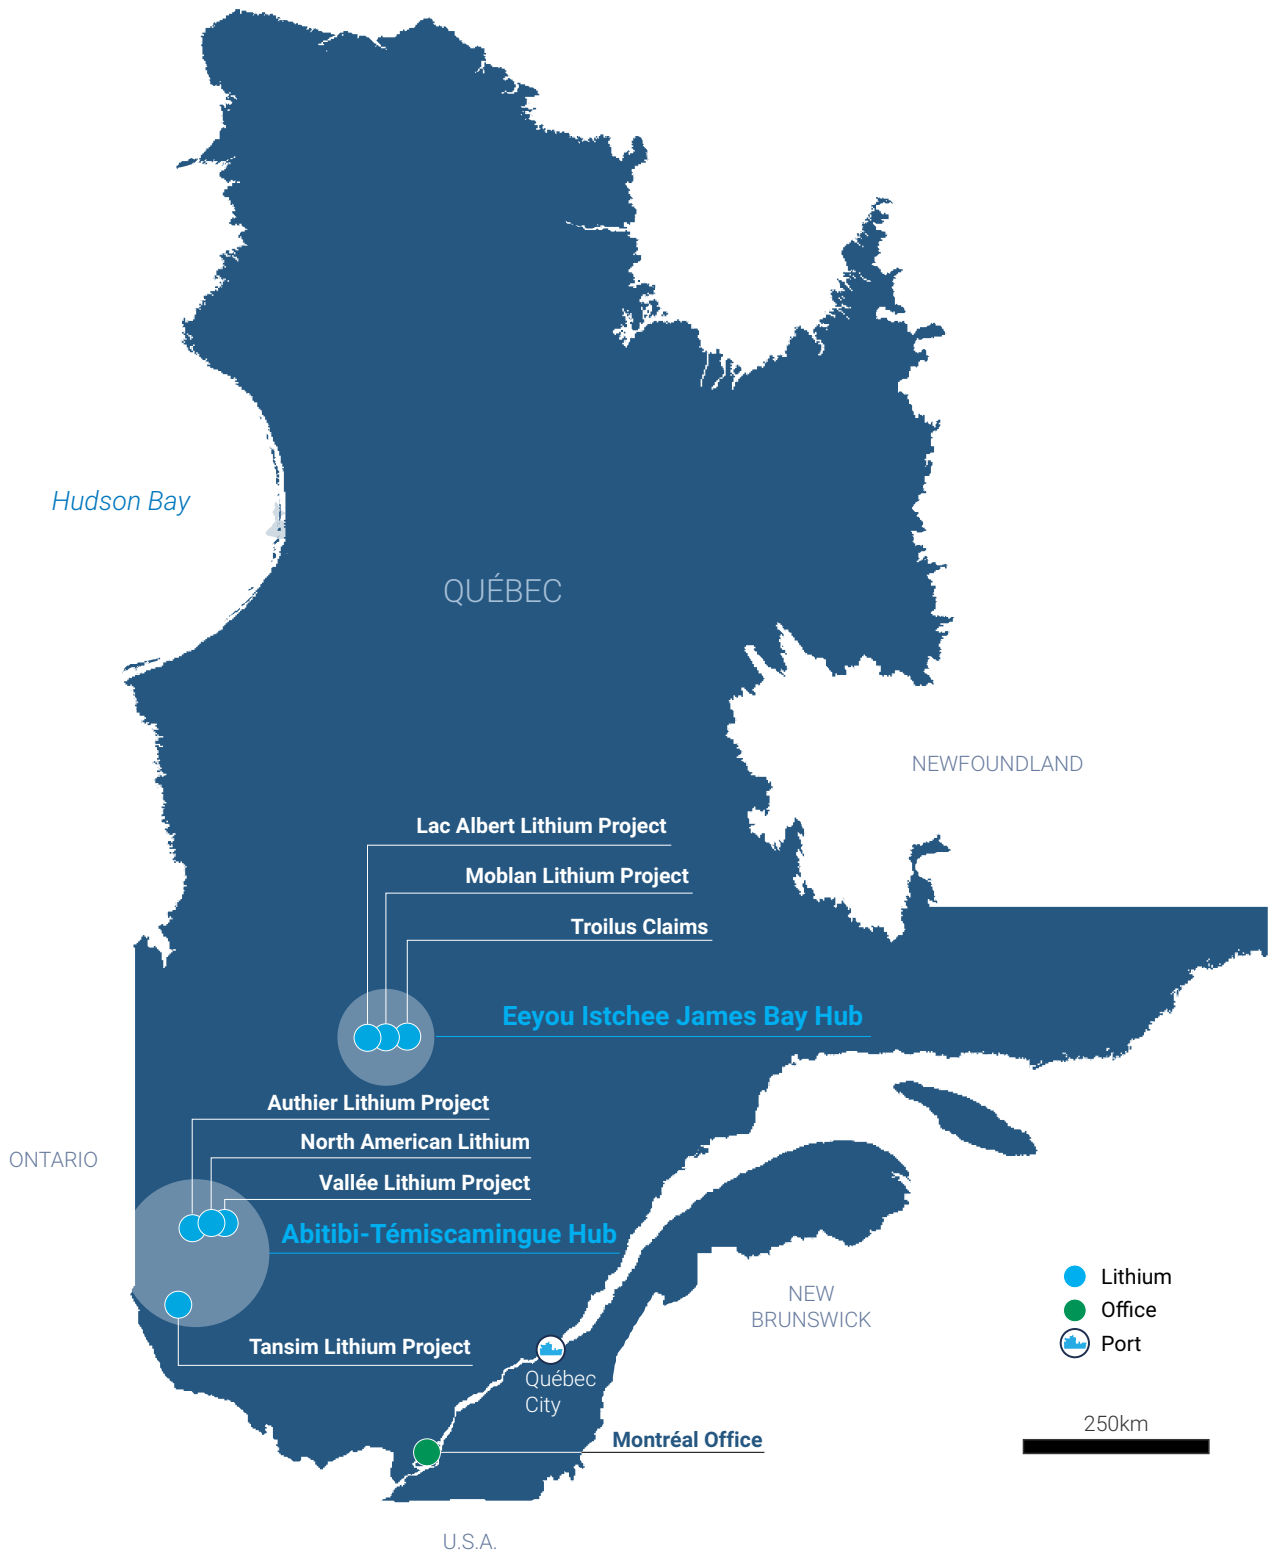 Hudson Bay
QUÉBEC
NEWFOUNDLAND
Lac Albert Lithium Project
Moblan Lithium Project
Troilus Claims
Eeyou Istchee James Bay Hub
Authier Lithium Project
North American Lithium
ONTARIO
Vallée Lithium Project
Abitibi-Témiscamingue Hub
NEW
BRUNSWICK
Lithium
Office
Port
Tansim Lithium Project
Québec
City
250km
Montréal Office
U.S.A.